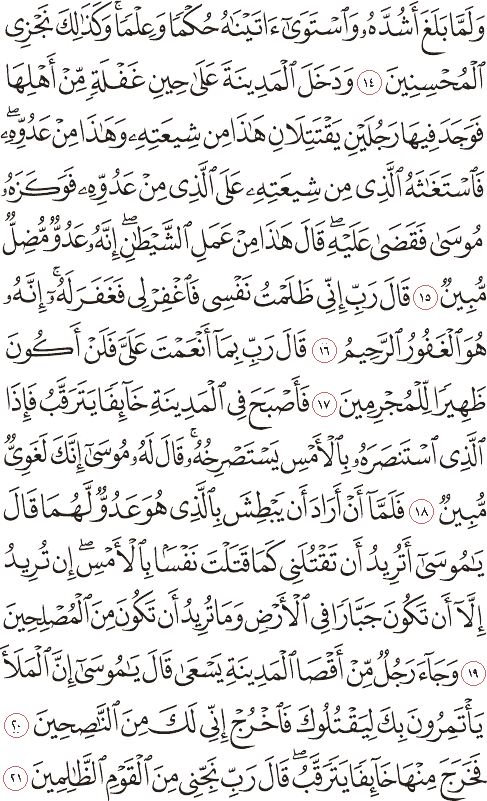 وَلَمَّا بَلَغَ أَشُدَّهُۥ وَٱسْتَوَىٰٓ ءَاتَيْنَٰهُ حُكْمًا وَعِلْمًا ۚ وَكَذَٰلِكَ نَجْزِى
ٱلْمُحْسِنِينَ ١٤ وَدَخَلَ ٱلْمَدِينَةَ عَلَىٰ حِينِ غَفْلَةٍ مِّنْ أَهْلِهَا
فَوَجَدَ فِيهَا رَجُلَيْنِ يَقْتَتِلَانِ هَٰذَا مِن شِيعَتِهِۦ وَهَٰذَا مِنْ عَدُوِّهِۦ ۖ
فَٱسْتَغَٰثَهُ ٱلَّذِى مِن شِيعَتِهِۦ عَلَى ٱلَّذِى مِنْ عَدُوِّهِۦ فَوَكَزَهُۥ
مُوسَىٰ فَقَضَىٰ عَلَيْهِ ۖ قَالَ هَٰذَا مِنْ عَمَلِ ٱلشَّيْطَٰنِ ۖ إِنَّهُۥ عَدُوٌّ مُّضِلٌّ
مُّبِينٌ ١٥ قَالَ رَبِّ إِنِّى ظَلَمْتُ نَفْسِى فَٱغْفِرْ لِى فَغَفَرَ لَهُۥٓ ۚ إِنَّهُۥ
هُوَ ٱلْغَفُورُ ٱلرَّحِيمُ ١٦ قَالَ رَبِّ بِمَآ أَنْعَمْتَ عَلَىَّ فَلَنْ أَكُونَ
ظَهِيرًا لِّلْمُجْرِمِينَ ١٧ فَأَصْبَحَ فِى ٱلْمَدِينَةِ خَآئِفًا يَتَرَقَّبُ فَإِذَا
ٱلَّذِى ٱسْتَنصَرَهُۥ بِٱلْأَمْسِ يَسْتَصْرِخُهُۥ ۚ قَالَ لَهُۥ مُوسَىٰٓ إِنَّكَ لَغَوِىٌّ
مُّبِينٌ ١٨ فَلَمَّآ أَنْ أَرَادَ أَن يَبْطِشَ بِٱلَّذِى هُوَ عَدُوٌّ لَّهُمَا قَالَ
يَٰمُوسَىٰٓ أَتُرِيدُ أَن تَقْتُلَنِى كَمَا قَتَلْتَ نَفْسًۢا بِٱلْأَمْسِ ۖ إِن تُرِيدُ
إِلَّآ أَن تَكُونَ جَبَّارًا فِى ٱلْأَرْضِ وَمَا تُرِيدُ أَن تَكُونَ مِنَ ٱلْمُصْلِحِينَ
١٩ وَجَآءَ رَجُلٌ مِّنْ أَقْصَا ٱلْمَدِينَةِ يَسْعَىٰ قَالَ يَٰمُوسَىٰٓ إِنَّ ٱلْمَلَأَ
يَأْتَمِرُونَ بِكَ لِيَقْتُلُوكَ فَٱخْرُجْ إِنِّى لَكَ مِنَ ٱلنَّٰصِحِينَ ٢٠
فَخَرَجَ مِنْهَا خَآئِفًا يَتَرَقَّبُ ۖ قَالَ رَبِّ نَجِّنِى مِنَ ٱلْقَوْمِ ٱلظَّٰلِمِينَ ٢١